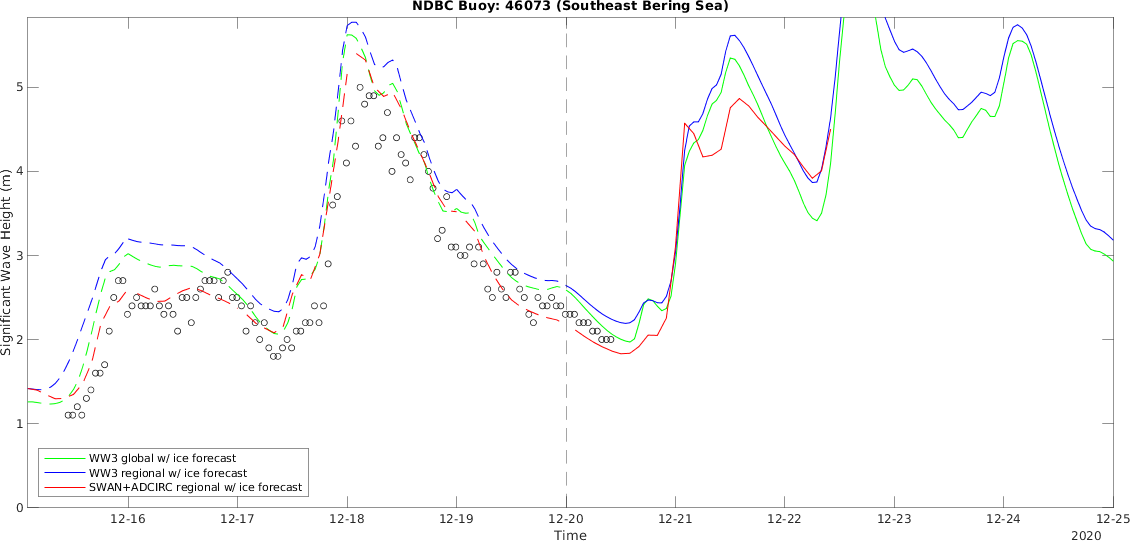 NDBC Buoy: 46073 (Southeast Bering Sea)
Significant Wave Height (m)
5
4
3
2
1
0
WW3 global w/ ice forecast
WW3 regional w/ ice forecast
SWAN+ADCIRC regional w/ ice forecast
12-16 12-17 12-18 12-19 12-20 12-21 12-22 12-23 12-24 12-25
Time
2020